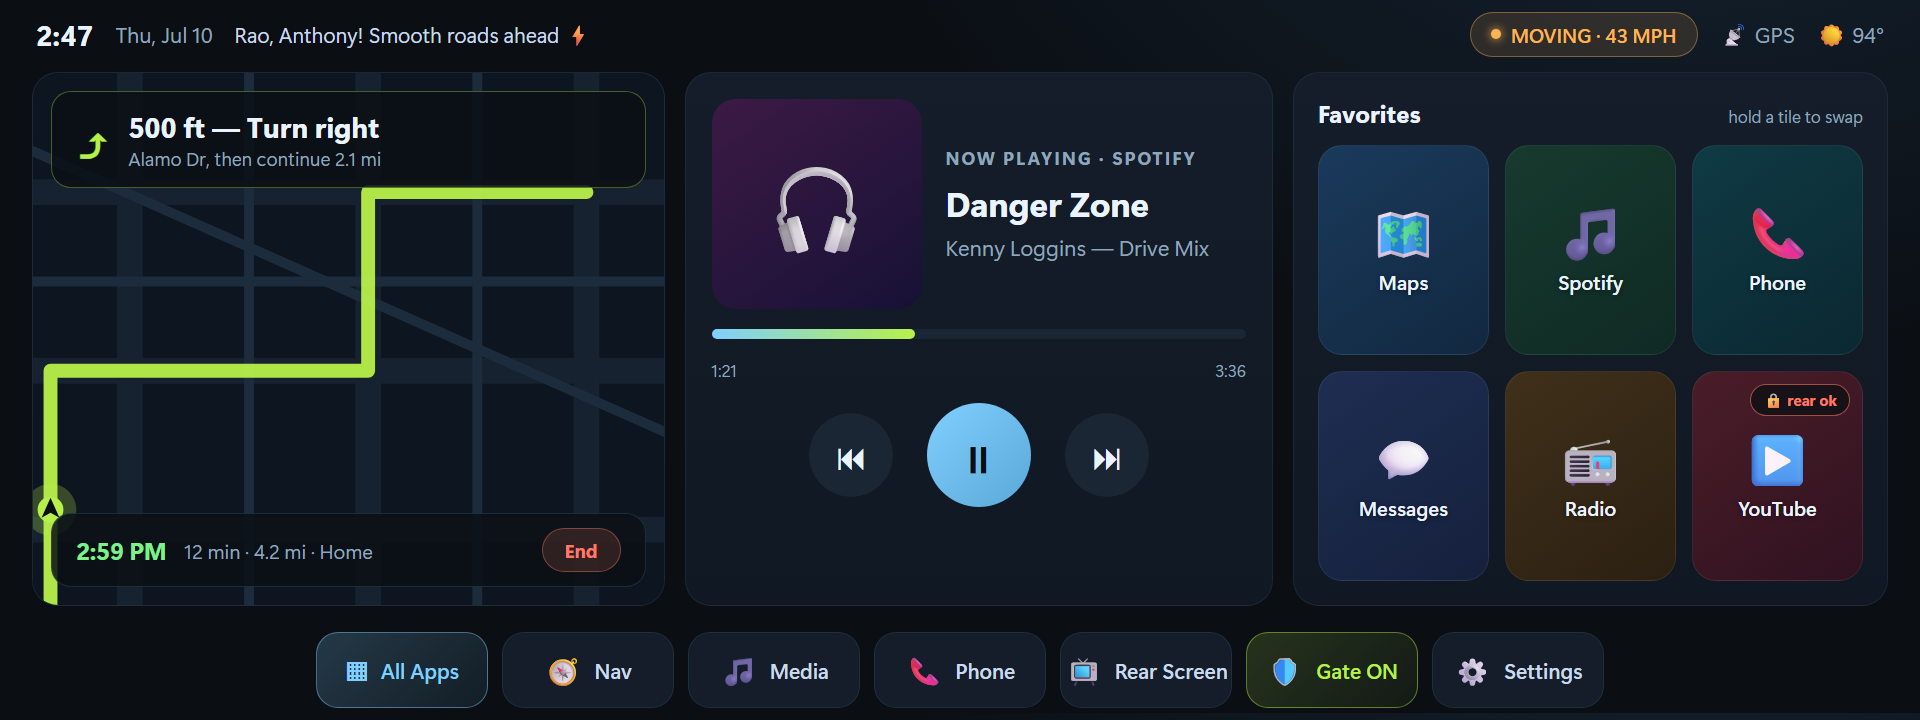 2:47 Thu, Jul 10 Rao, Anthony! Smooth roads ahead
MOVING · 43 MPH GPS 94°
500 ft — Turn right
Alamo Dr, then continue 2.1 mi
2:59 PM 12 min · 4.2 mi · Home End
NOW PLAYING · SPOTIFY
Danger Zone
Kenny Loggins — Drive Mix
1:21 3:36
Favorites hold a tile to swap
Maps Spotify Phone
rear ok
Messages Radio YouTube
All Apps Nav Media Phone Rear Screen Gate ON Settings